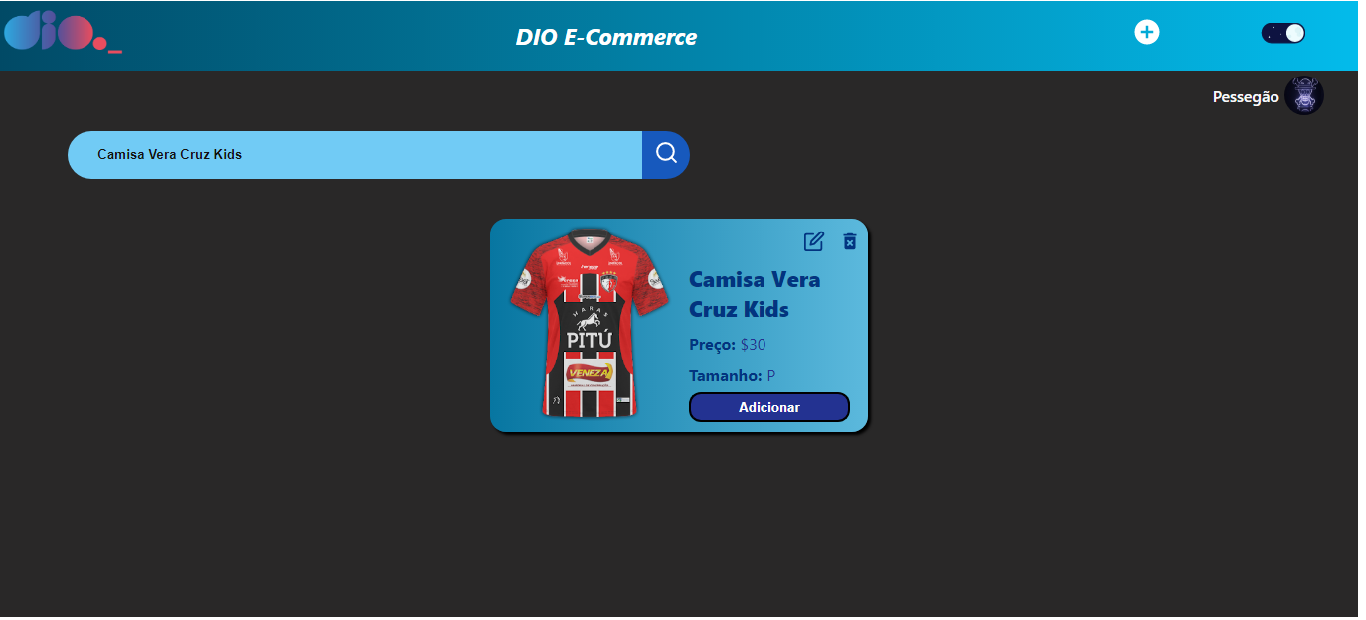 dio._
DIO E-Commerce
Pessegão
Camisa Vera Cruz Kids
HARAS
PITÚ
VENEZA
Camisa Vera
Cruz Kids
Preço: $30
Tamanho: P
Adicionar